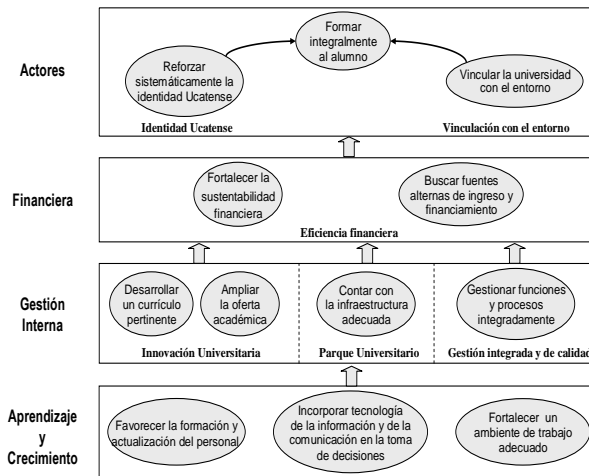 Actores
Formar
integralmente
al alumno
Reforzar
sistemáticamente la
identidad Ucatense
Vincular la universidad
con el entorno
Identidad Ucatense
Vinculación con el entorno
Financiera
Fortalecer la
sustentabilidad
financiera
Buscar fuentes
alternas de ingreso y
financiamiento
Eficiencia financiera
Gestión
Interna
Desarrollar
un currículo
pertinente
Ampliar
la oferta
académica
Contar con
la infraestructura
adecuada
Gestionar funciones
y procesos
integradamente
Innovación Universitaria
Parque Universitario
Gestión integrada y de calidad
Aprendizaje
y
Crecimiento
Favorecer la formación y
actualización del personal
Incorporar tecnología
de la información y de la
comunicación en la toma
de decisiones
Fortalecer un
ambiente de trabajo
adecuado